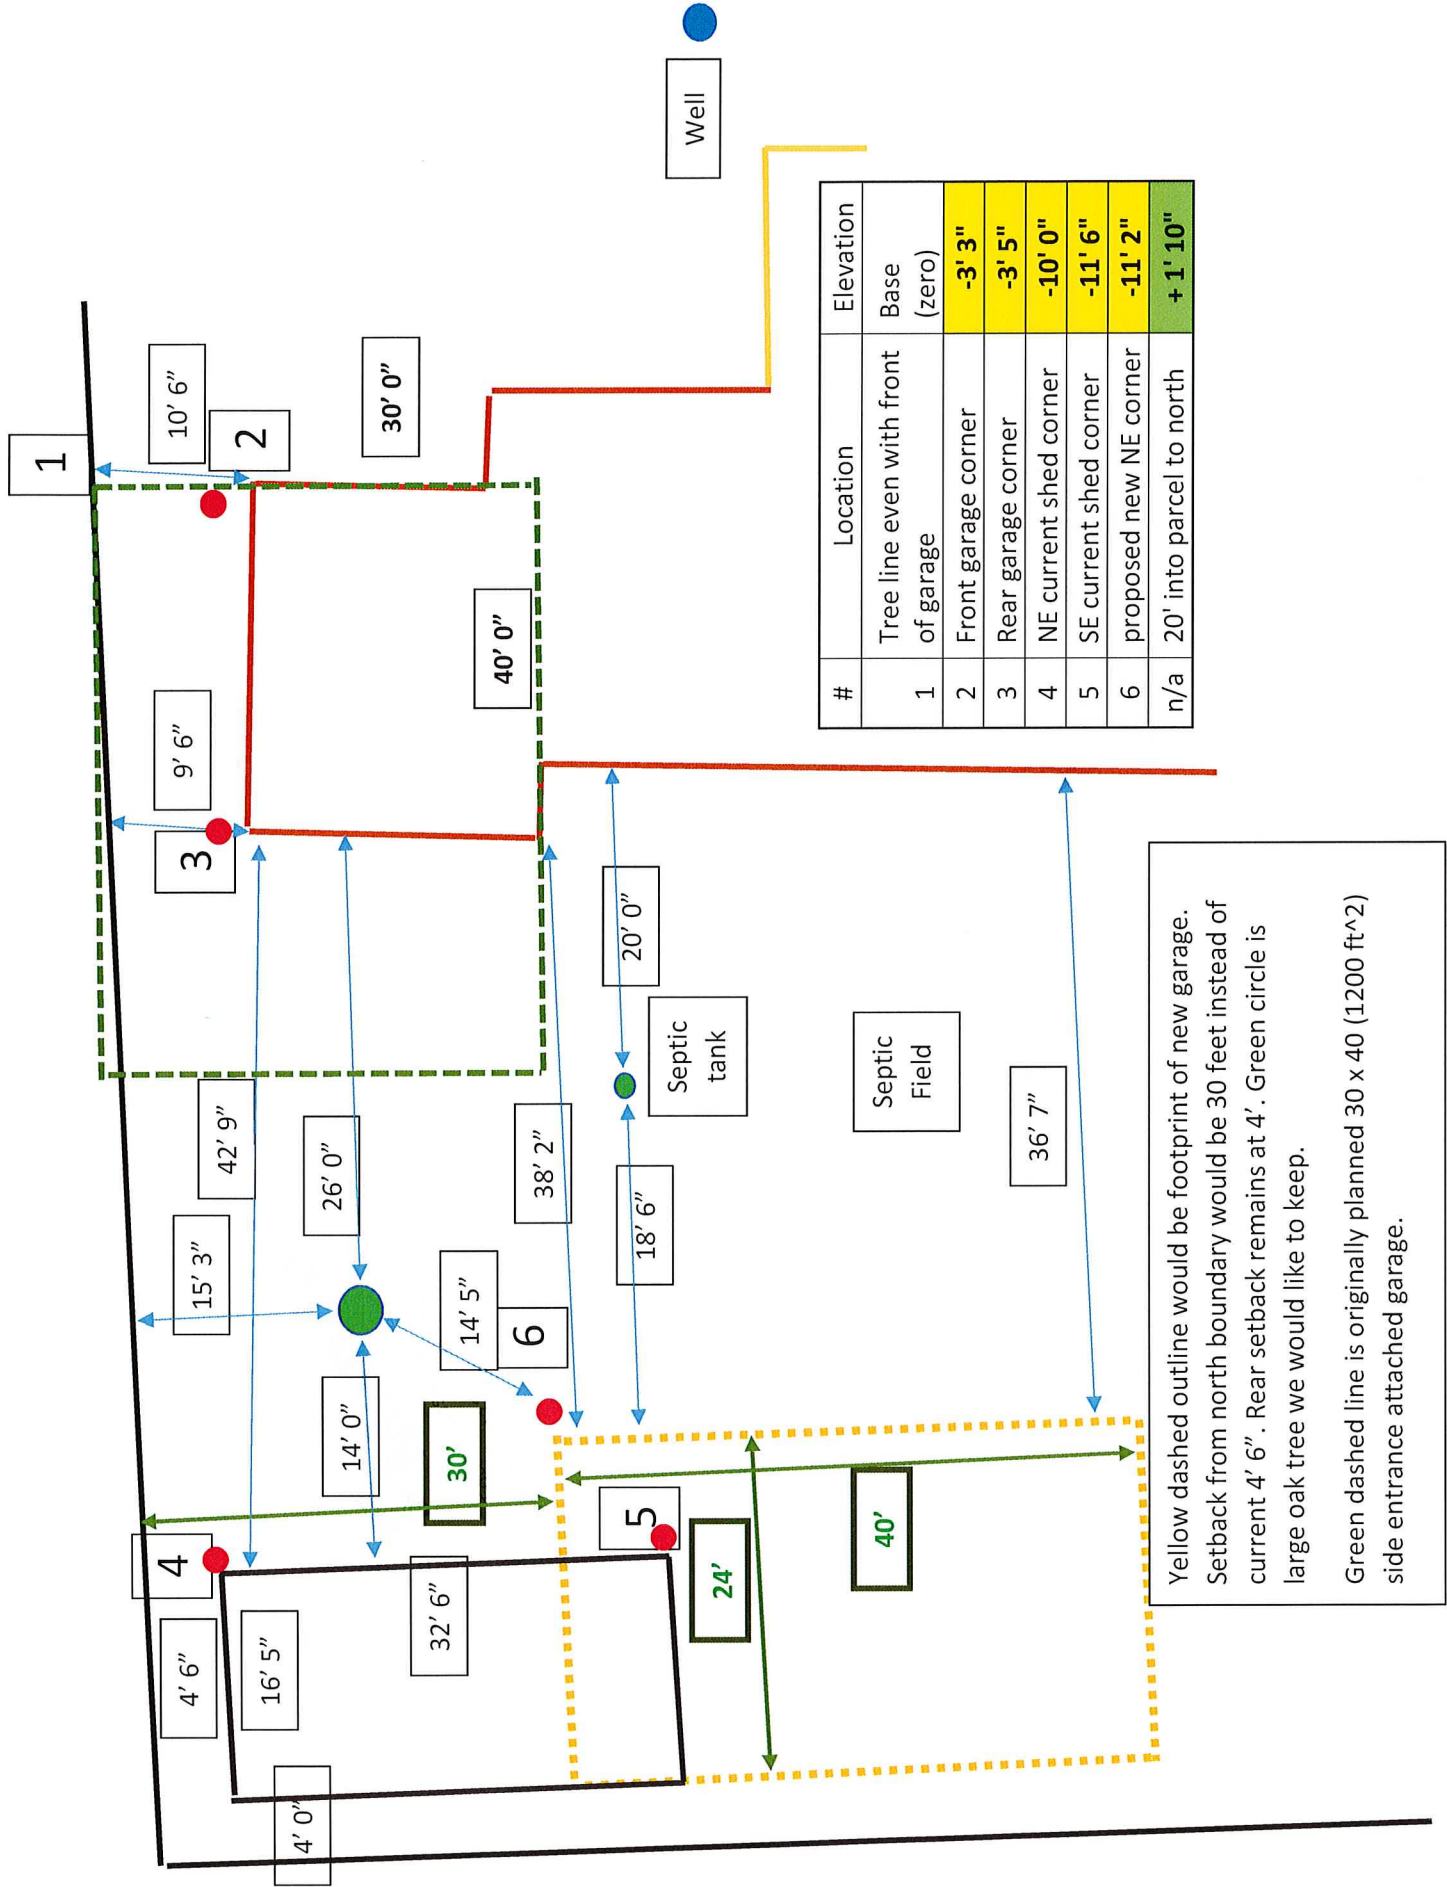 1
4
10’ 6”
9’ 6”
4’ 6”
3
15’ 3”
42’ 9”
2
16’ 5”
4’ 0”
26’ 0”
14’ 0”
30’ 0”
32’ 6”
30’
14’ 5”
40’ 0”
6
38’ 2”
20’ 0”
5
18’ 6”
Septic
tank
Well
24’
40’
Septic
Field
36’ 7”
# Location Elevation
1 Tree line even with front of garage Base (zero)
2 Front garage corner -3' 3"
3 Rear garage corner -3' 5"
4 NE current shed corner -10' 0"
5 SE current shed corner -11' 6"
6 proposed new NE corner -11' 2"
n/a 20' into parcel to north + 1' 10"
Yellow dashed outline would be footprint of new garage.
Setback from north boundary would be 30 feet instead of
current 4’ 6”. Rear setback remains at 4’. Green circle is
large oak tree we would like to keep.
Green dashed line is originally planned 30 x 40 (1200 ft^2)
side entrance attached garage.